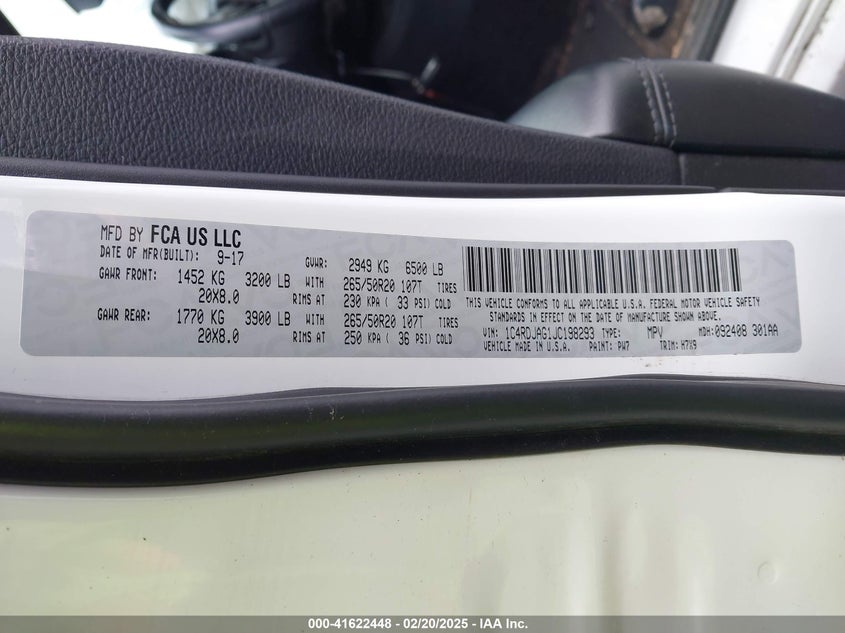 MFD BY FCA US LLC
DATE OF MFR(BUILT): 9-17 GVWR: 2949 KG 6500 LB
GAWR FRONT: 1452 KG 3200 LB WITH 265/50R20 107T TIRES
20X8.0 RIMS AT 230 KPA ( 33 PSI) COLD
GAWR REAR: 1770 KG 3900 LB WITH 265/50R20 107T TIRES
20X8.0 RIMS AT 250 KPA ( 36 PSI) COLD
THIS VEHICLE CONFORMS TO ALL APPLICABLE U.S.A. FEDERAL MOTOR VEHICLE SAFETY
STANDARDS IN EFFECT ON THE DATE OF MANUFACTURE SHOWN ABOVE.
VIN: 1C4RDJAG1JC198293 TYPE: MPV MDH: 092408 301AA
VEHICLE MADE IN U.S.A. PAINT: PW7 TRIM: H7X9
000-41622448 - 02/20/2025 - IAA Inc.